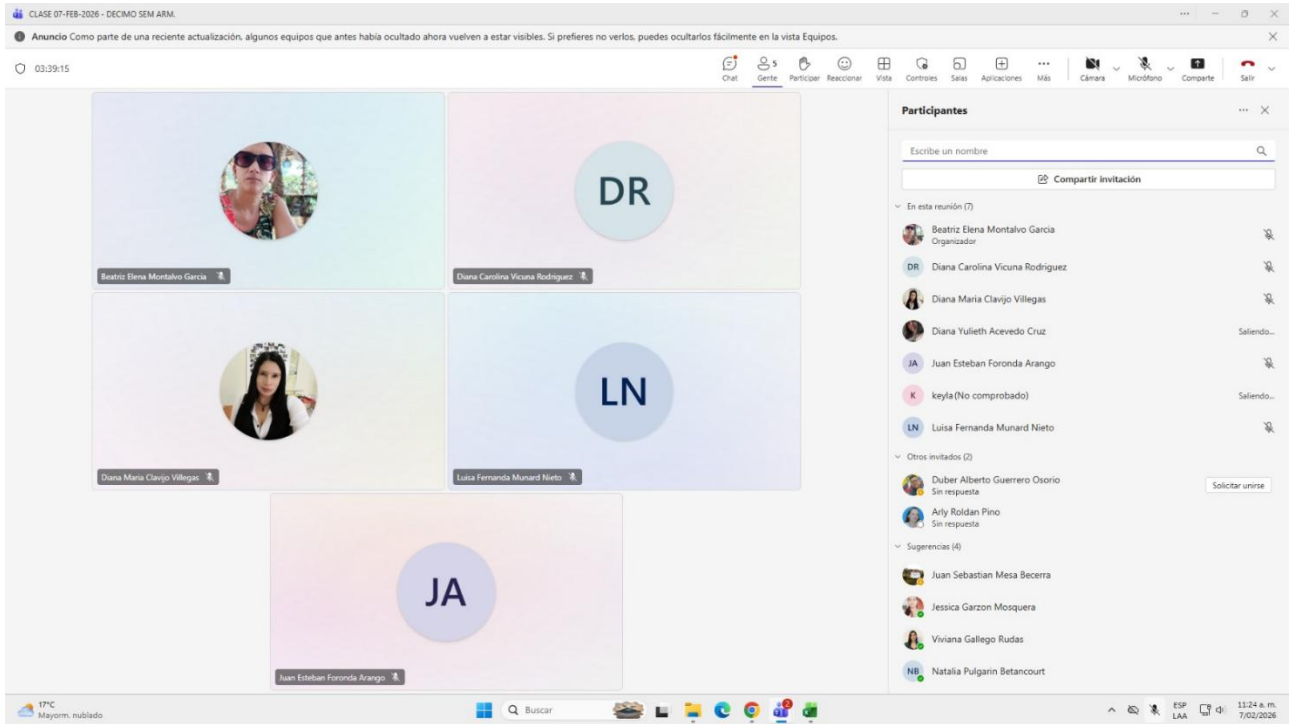 CLASE 07-FEB-2026 - DECIMO SEM ARM.
Anuncio Como parte de una reciente actualización, algunos equipos que antes había ocultado ahora vuelven a estar visibles. Si prefieres no verlos, puedes ocultarlos fácilmente en la vista Equipos.
03:39:15
Chat
5
Gente
Participar
Reaccionar
Vista
Controles
Salas
Aplicaciones
Más
Cámara
Micrófono
Comparte
Salir
Beatriz Elena Montalvo Garcia
DR
Diana Carolina Vicuna Rodriguez
Diana Maria Clavijo Villegas
LN
Luisa Fernanda Munard Nieto
JA
Juan Esteban Foronda Arango
Participantes
Escribe un nombre
Compartir invitación
En esta reunión (7)
Beatriz Elena Montalvo Garcia
Organizador
DR Diana Carolina Vicuna Rodriguez
Diana Maria Clavijo Villegas
Diana Yulieth Acevedo Cruz Saliendo...
JA Juan Esteban Foronda Arango
K keyla (No comprobado) Saliendo...
LN Luisa Fernanda Munard Nieto
Otros invitados (2)
Duber Alberto Guerrero Osorio
Sin respuesta
Solicitar unirse
Arly Roldan Pino
Sin respuesta
Sugerencias (4)
Juan Sebastian Mesa Becerra
Jessica Garzon Mosquera
Viviana Gallego Rudas
NB Natalia Pulgarin Betancourt
17°C
Mayorm. nublado
Buscar
2
ESP
LAA
11:24 a. m.
7/02/2026